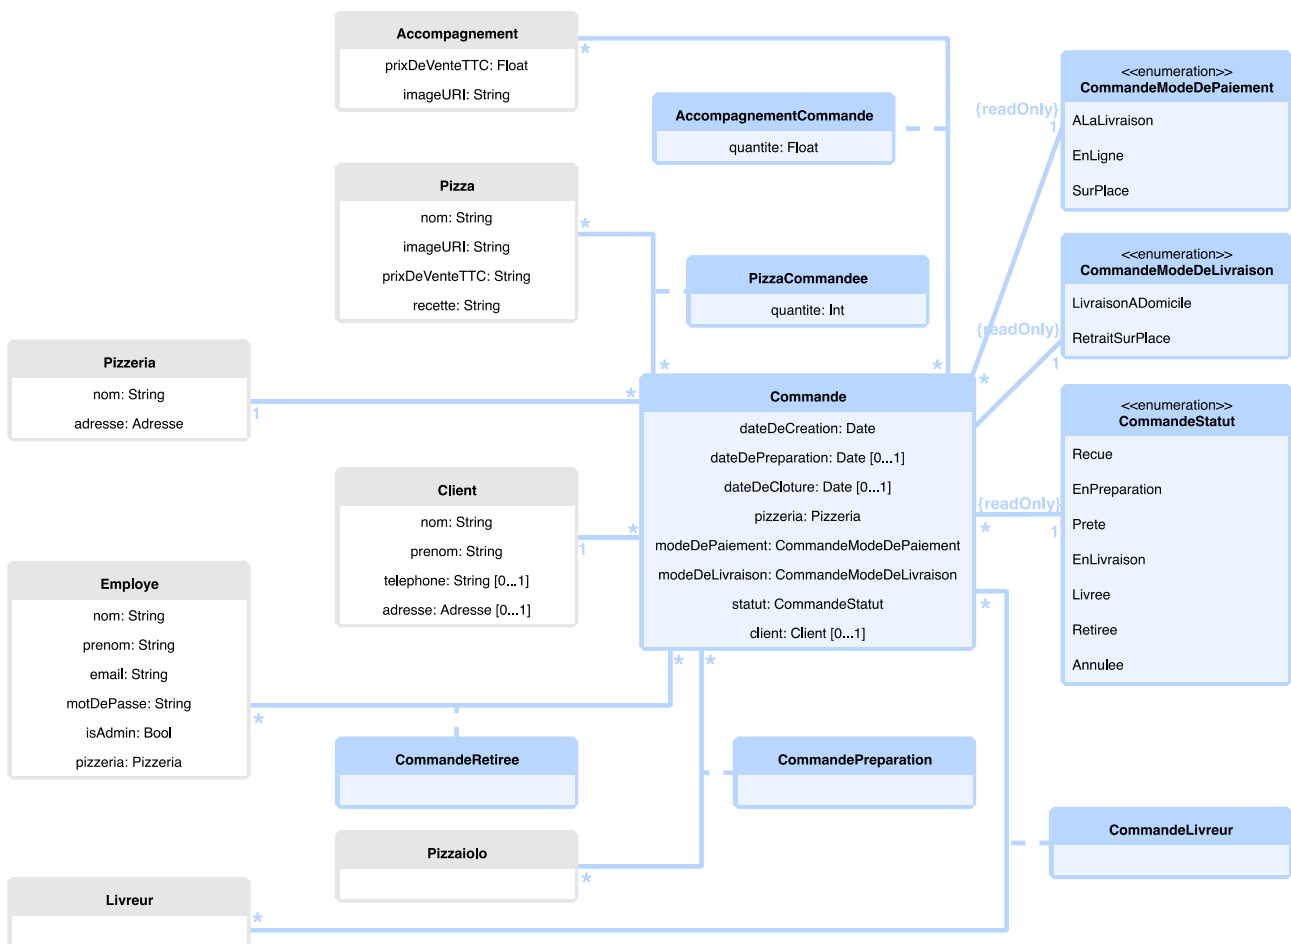 Accompagnement
prixDeVenteTTC: Float
imageURI: String
*
AccompagnementCommande
quantite: Float
<<enumeration>>
CommandeModeDePaiement
ALaLivraison
EnLigne
SurPlace
{readOnly}
1
*
Pizza
nom: String
imageURI: String
prixDeVenteTTC: String
recette: String
*
PizzaCommandee
quantite: Int
<<enumeration>>
CommandeModeDeLivraison
LivraisonADomicile
RetraitSurPlace
{readOnly}
1
Pizzeria
nom: String
adresse: Adresse
1
*
*
*
Commande
dateDeCreation: Date
dateDePreparation: Date [0...1]
dateDeCloture: Date [0...1]
pizzeria: Pizzeria
modeDePaiement: CommandeModeDePaiement
modeDeLivraison: CommandeModeDeLivraison
statut: CommandeStatut
client: Client [0...1]
<<enumeration>>
CommandeStatut
Recue
EnPreparation
Prete
EnLivraison
Livree
Retiree
Annulee
{readOnly}
*
1
Client
nom: String
prenom: String
telephone: String [0...1]
adresse: Adresse [0...1]
1
*
Employe
nom: String
prenom: String
email: String
motDePasse: String
isAdmin: Bool
pizzeria: Pizzeria
*
*
*
*
CommandeRetiree
CommandePreparation
CommandeLivreur
Pizzaiolo
*
Livreur
*